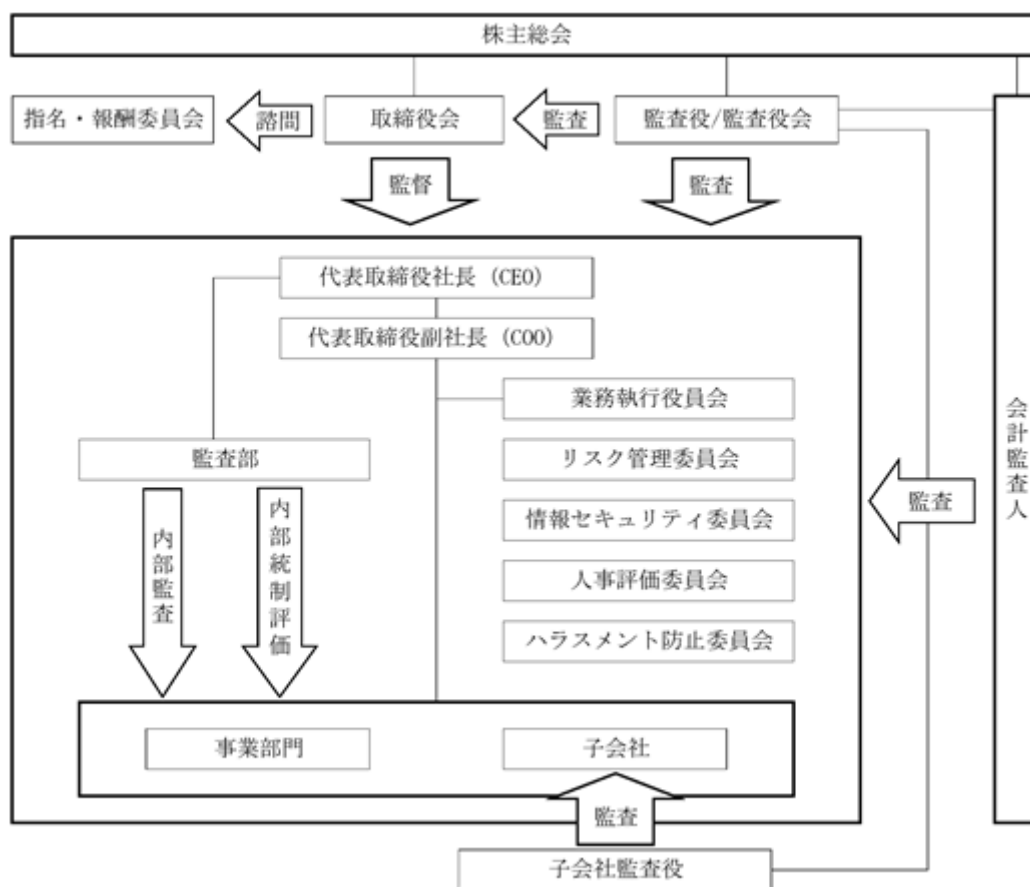 株主総会
指名・報酬委員会
諮問
取締役会
監査
監査役/監査役会
監督
監査
代表取締役社長 (CEO)
代表取締役副社長 (COO)
業務執行役員会
監査部
リスク管理委員会
情報セキュリティ委員会
人事評価委員会
ハラスメント防止委員会
内部監査
内部統制評価
監査
会計監査人
事業部門
子会社
監査
子会社監査役